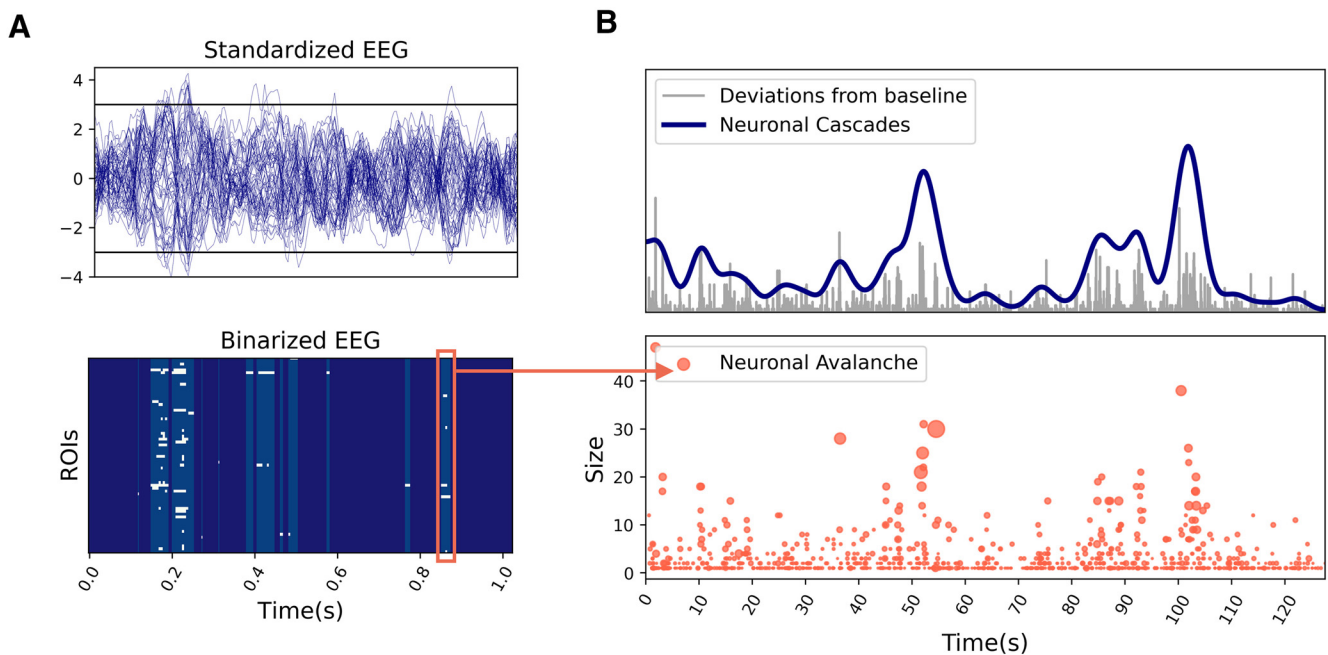 A
B
Standardized EEG
4
2
0
−2
−4
Binarized EEG
ROIs
0.0
0.2
0.4
0.6
0.8
1.0
Time(s)
Deviations from baseline
Neuronal Cascades
Neuronal Avalanche
Size
40
30
20
10
0
0
10
20
30
40
50
60
70
80
90
100
110
120
Time(s)